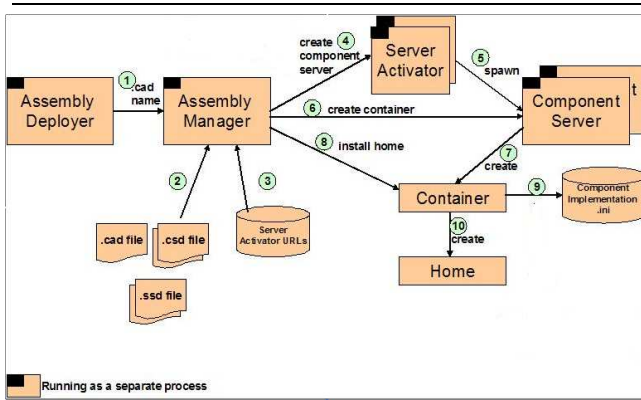 create
component
server
4
Server
Activator
5
spawn
1
.cad
name
Assembly
Deployer
Assembly
Manager
6
create container
Component
Server
t
8
install home
7
create
2
3
9
Container
Component
Implementation
.ini
.cad file
.csd file
Server
Activator URLs
10
create
.ssd file
Home
Running as a separate process